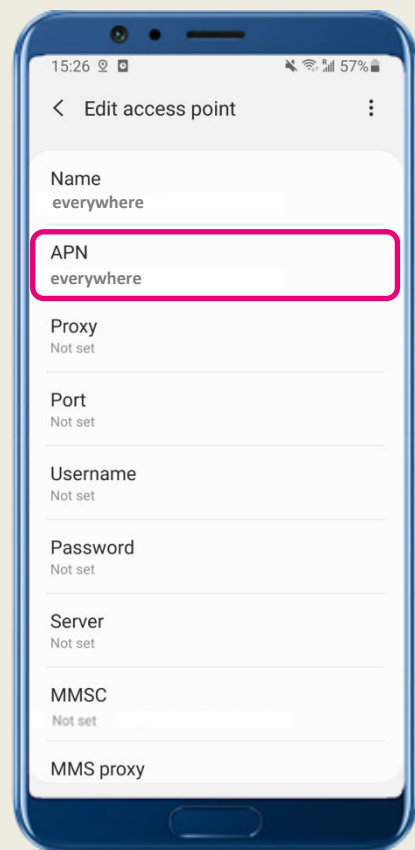 15:26 57%
Edit access point
Name
everywhere
APN
everywhere
Proxy
Not set
Port
Not set
Username
Not set
Password
Not set
Server
Not set
MMSC
Not set
MMS proxy